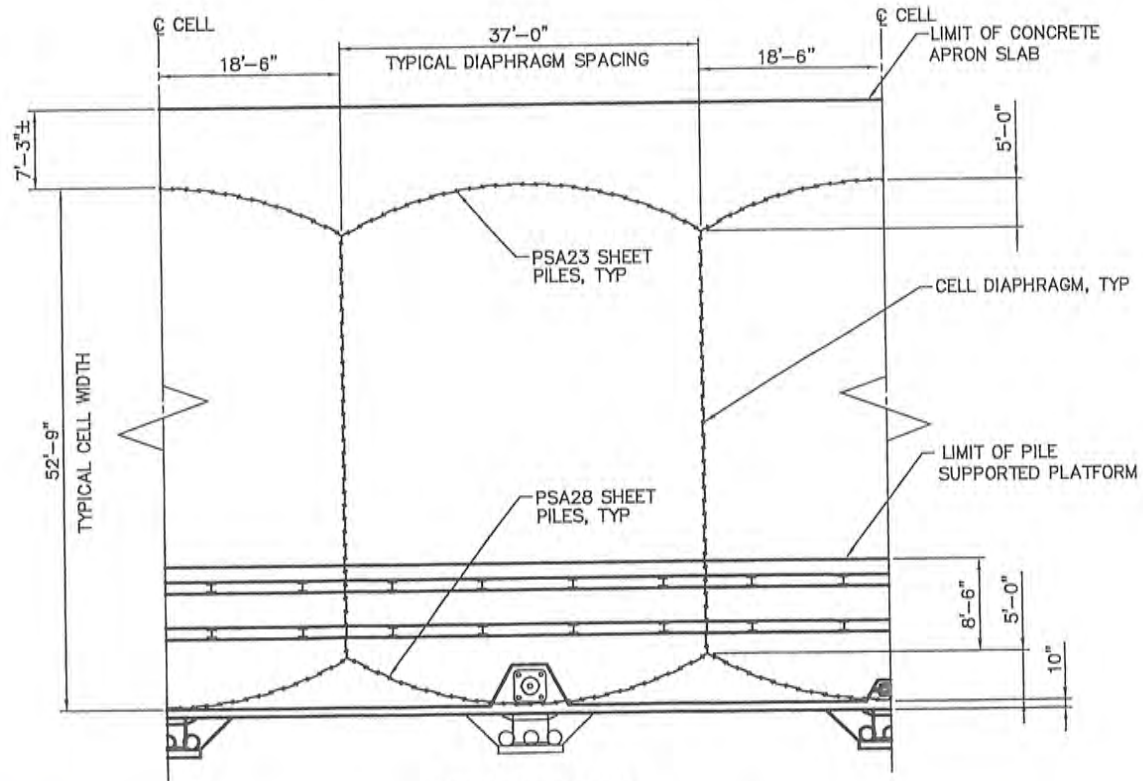 ℄ CELL
℄ CELL
37'-0"
18'-6"
TYPICAL DIAPHRAGM SPACING
18'-6"
LIMIT OF CONCRETE
APRON SLAB
7'-3"±
5'-0"
PSA23 SHEET
PILES, TYP
CELL DIAPHRAGM, TYP
52'-9"
TYPICAL CELL WIDTH
LIMIT OF PILE
SUPPORTED PLATFORM
PSA28 SHEET
PILES, TYP
8'-6"
5'-0"
10"